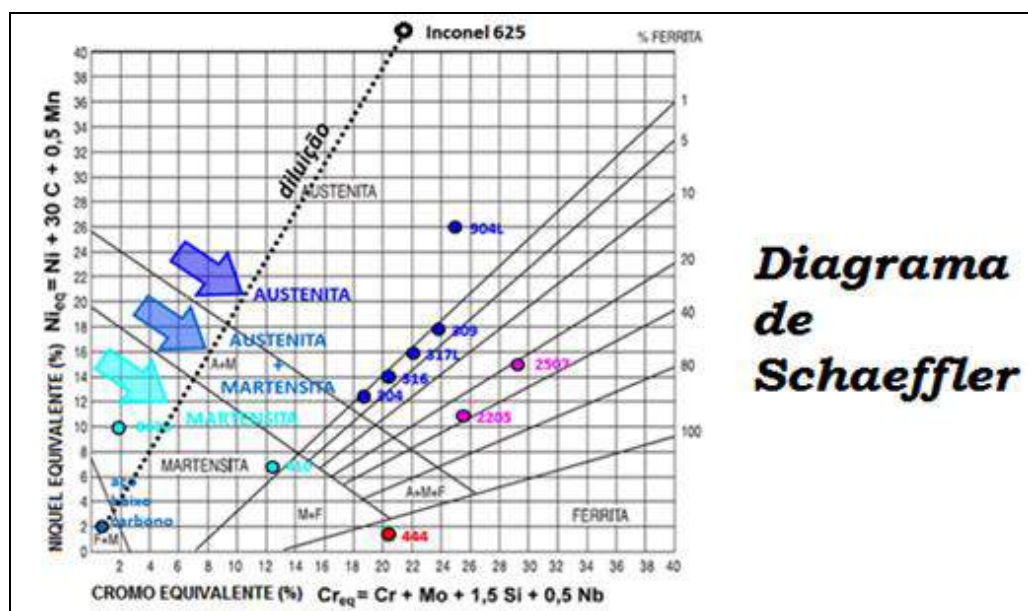 Inconel 625
% FERRITA
40
38
36
34
32
30
28
26
24
22
20
18
16
14
12
10
8
6
4
2
0
NIQUEL EQUIVALENTE (%) Ni eq = Ni + 30 C + 0,5 Mn
diluição
AUSTENITA
1
5
10
20
40
80
100
904L
AUSTENITA
309
AUSTENITA
+
MARTENSITA
A+M
317L
316
304
2507
2205
MARTENSITA
MARTENSITA
410
aço
baixo
carbono
F+M
M+F
A+M+F
FERRITA
444
2 4 6 8 10 12 14 16 18 20 22 24 26 28 30 32 34 36 38 40
CROMO EQUIVALENTE (%) Cr eq = Cr + Mo + 1,5 Si + 0,5 Nb
Diagrama
de
Schaeffler